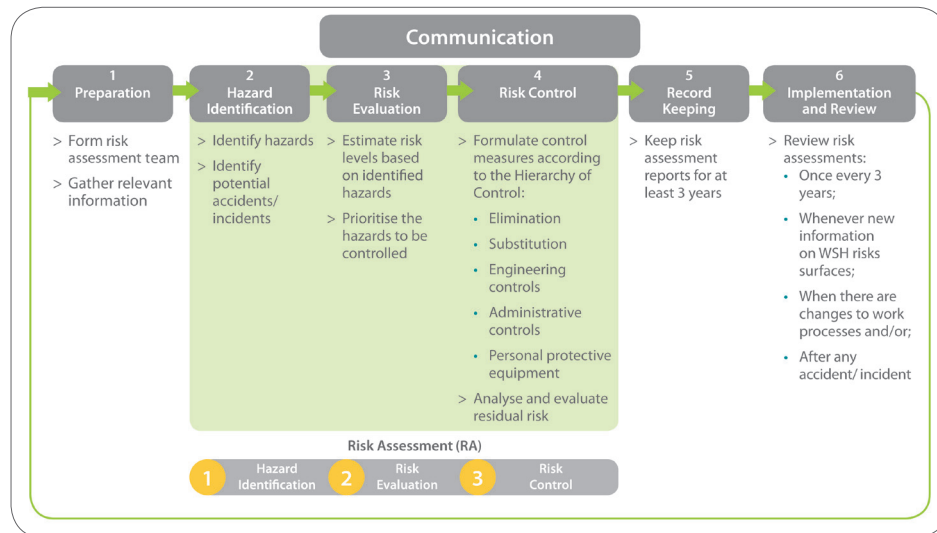 Communication
1
Preparation
> Form risk
assessment team
> Gather relevant
information
2
Hazard
Identification
> Identify hazards
> Identify
potential
accidents/
incidents
3
Risk
Evaluation
> Estimate risk
levels based
on identified
hazards
> Prioritise the
hazards to be
controlled
4
Risk Control
> Formulate control
measures according
to the Hierarchy of
Control:
• Elimination
• Substitution
• Engineering
controls
• Administrative
controls
• Personal protective
equipment
> Analyse and evaluate
residual risk
5
Record
Keeping
> Keep risk
assessment
reports for at
least 3 years
6
Implementation
and Review
> Review risk
assessments:
• Once every 3
years;
• Whenever new
information
on WSH risks
surfaces;
• When there are
changes to work
processes and/or;
• After any
accident/ incident
Risk Assessment (RA)
1
Hazard
Identification
2
Risk
Evaluation
3
Risk
Control